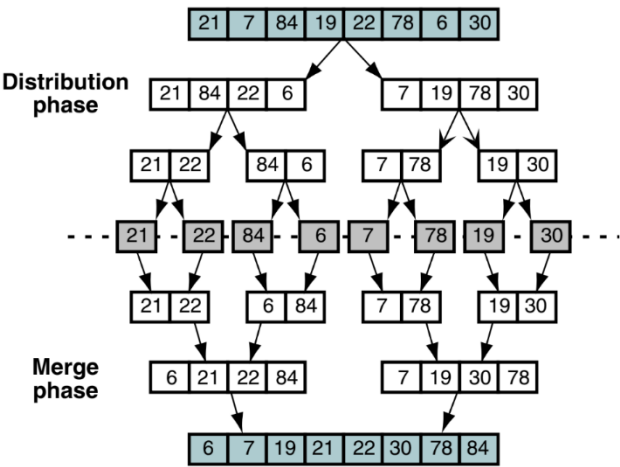 21 7 84 19 22 78 6 30
Distribution
phase
21 84 22 6 7 19 78 30
21 22 84 6 7 78 19 30
21 22 84 6 7 78 19 30
21 22 6 84 7 78 19 30
Merge
phase
6 21 22 84 7 19 30 78
6 7 19 21 22 30 78 84